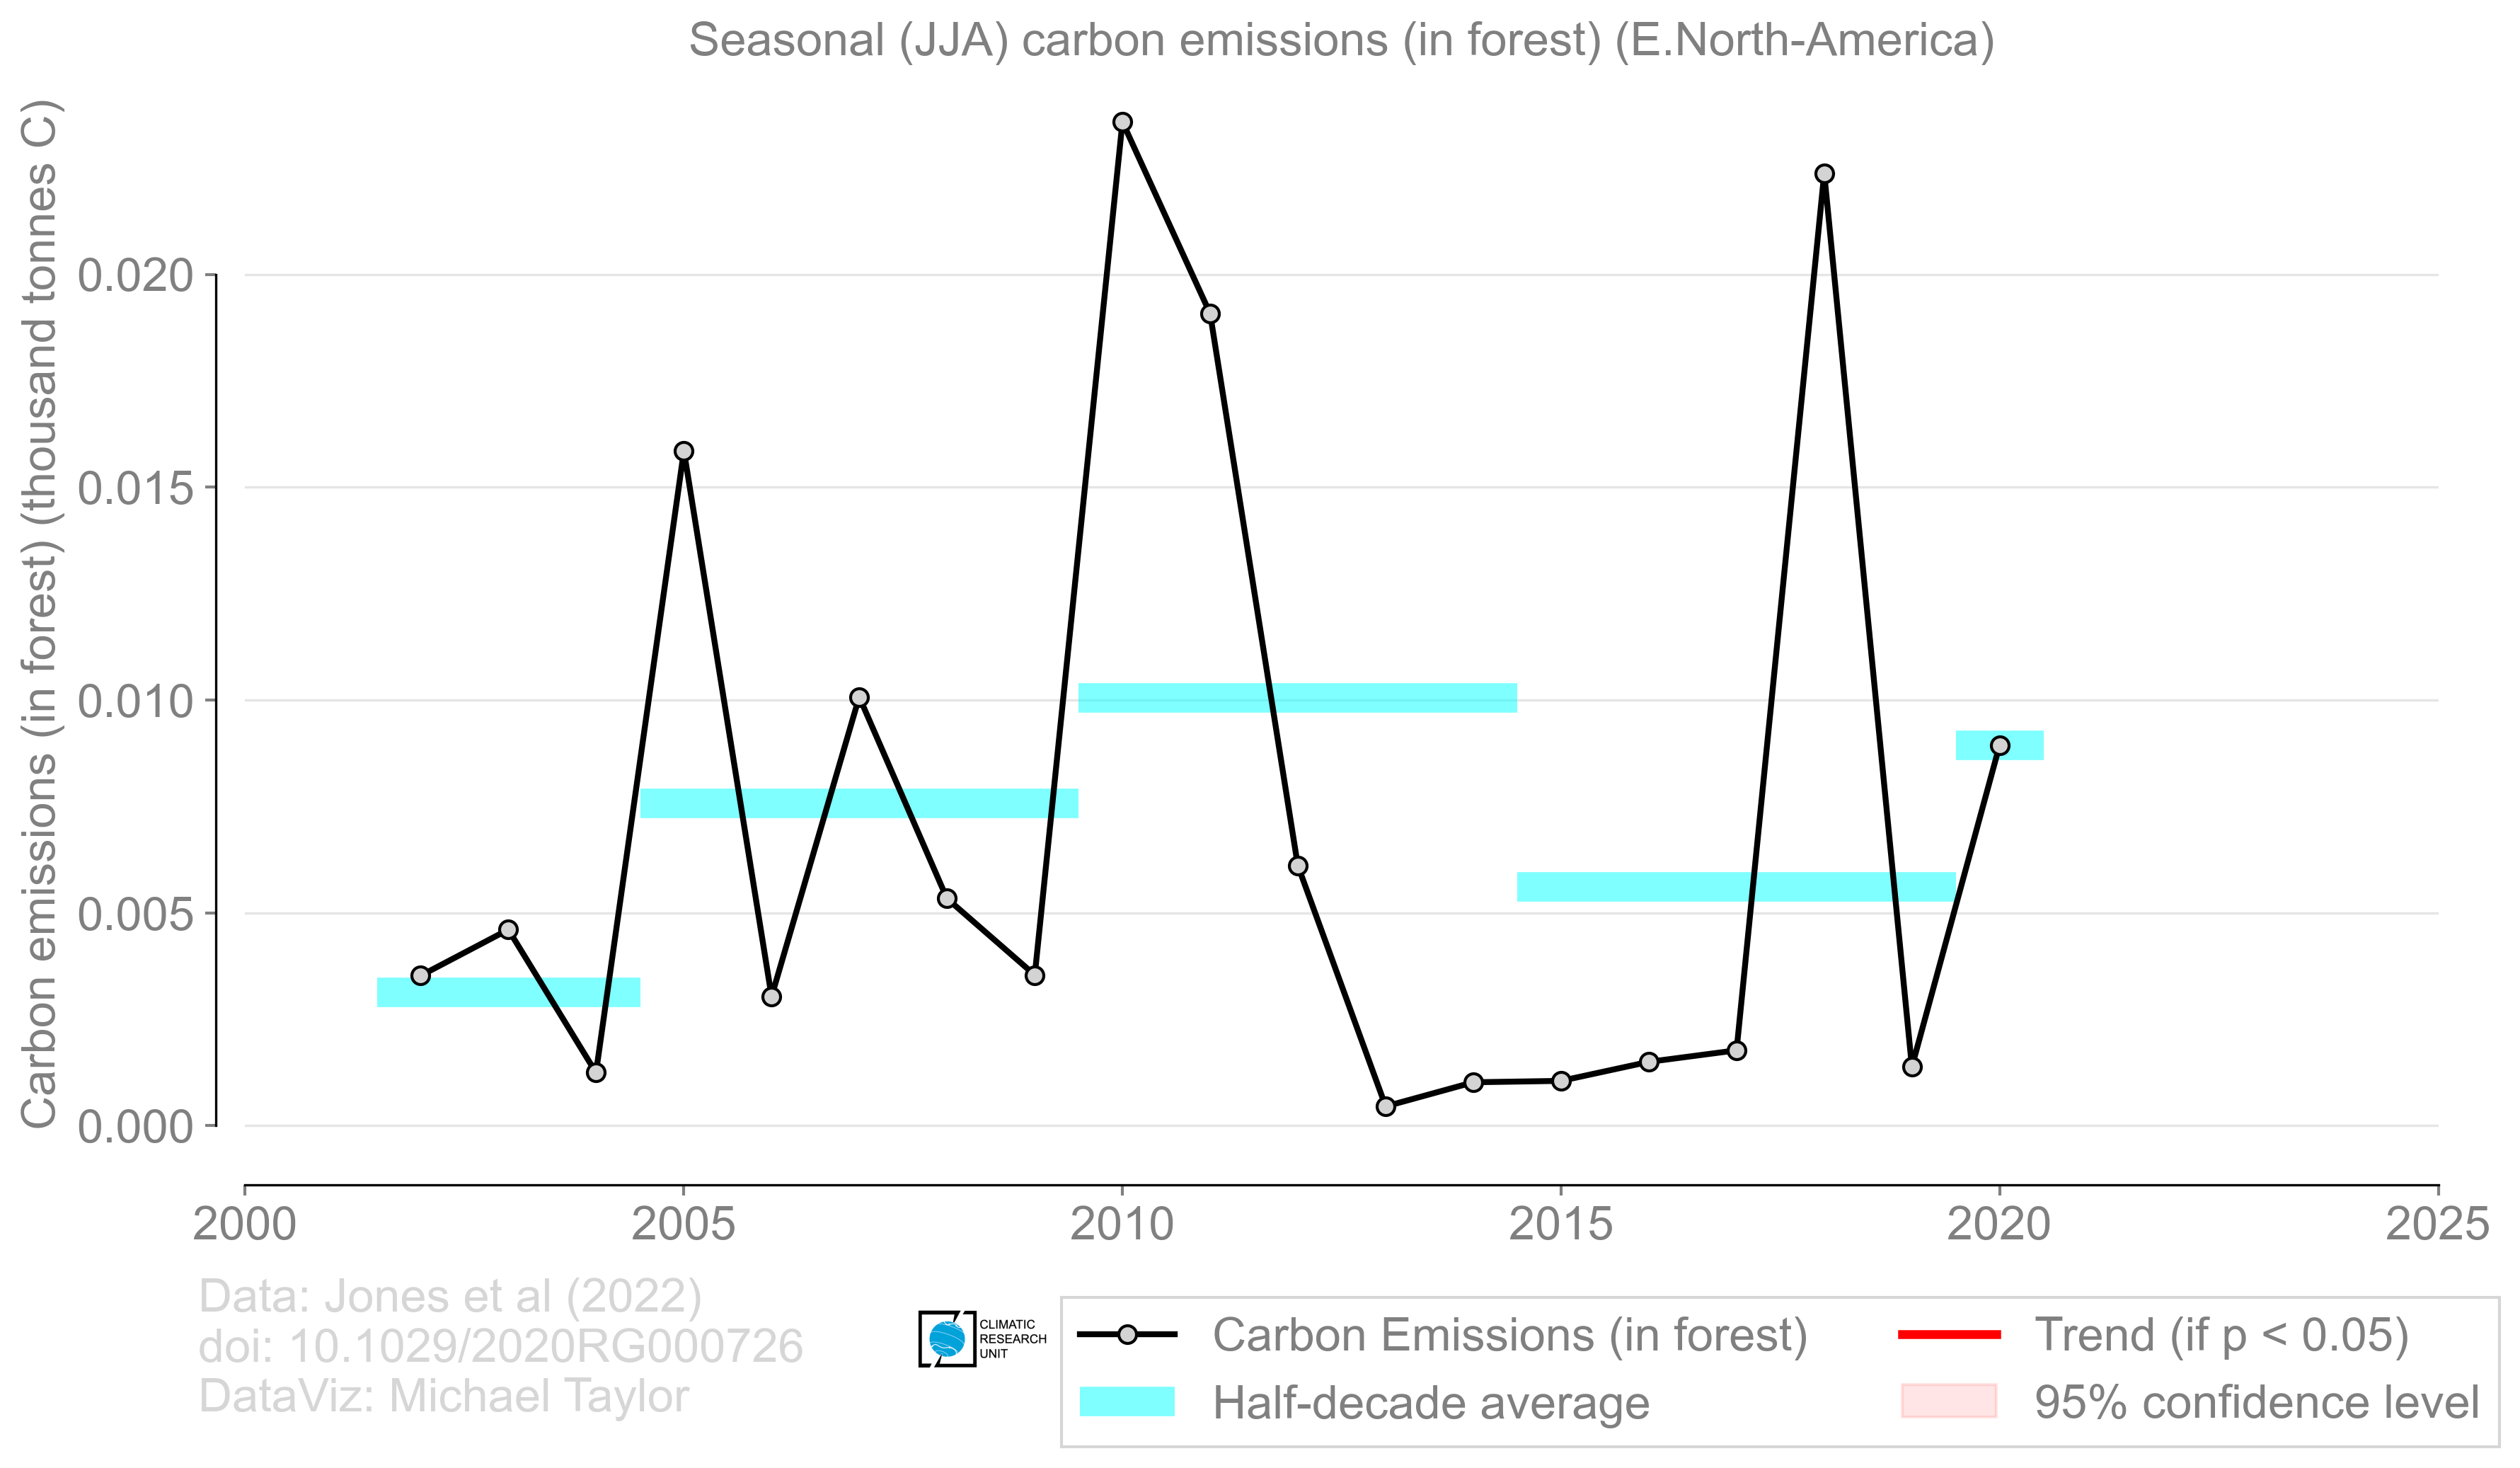 Seasonal (JJA) carbon emissions (in forest) (E.North-America)
Carbon emissions (in forest) (thousand tonnes C)
0.020
0.015
0.010
0.005
0.000
2000 2005 2010 2015 2020 2025
Data: Jones et al (2022)
doi: 10.1029/2020RG000726
DataViz: Michael Taylor
CLIMATIC
RESEARCH
UNIT
Carbon Emissions (in forest)
Half-decade average
Trend (if p < 0.05)
95% confidence level